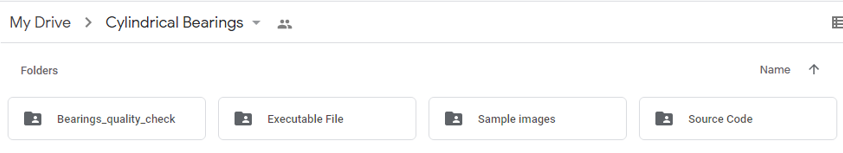 My Drive > Cylindrical Bearings
Folders Name
Bearings_quality_check Executable File Sample images Source Code